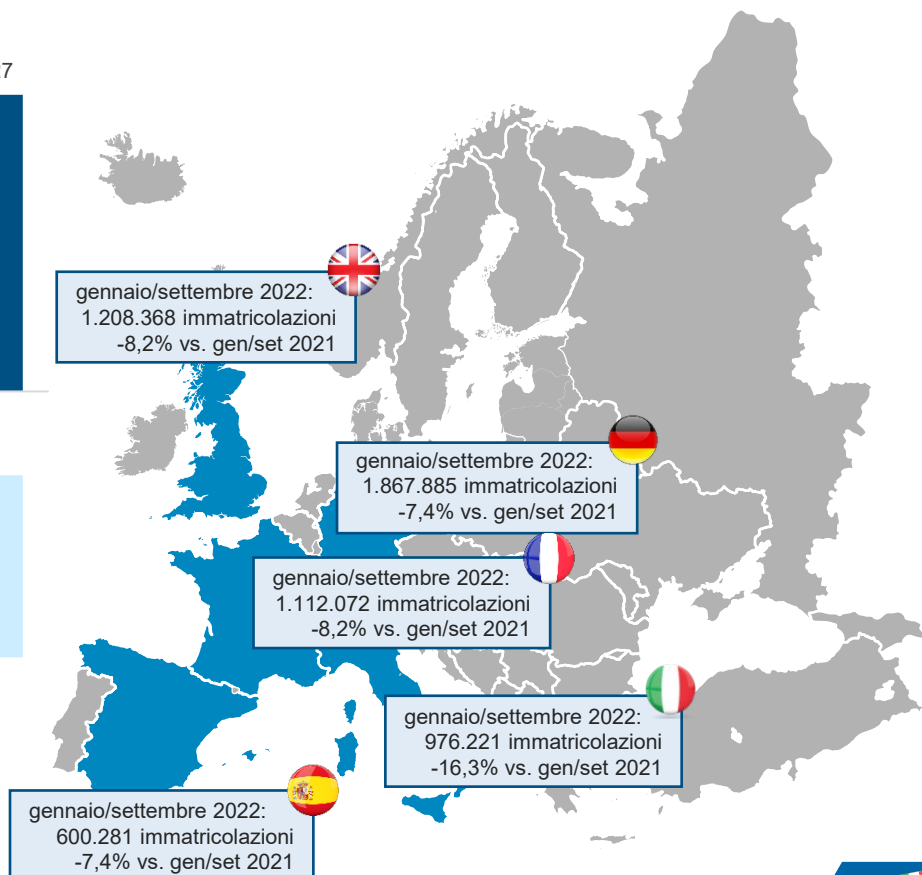 gennaio/settembre 2022:
1.208.368 immatricolazioni
-8,2% vs. gen/set 2021
gennaio/settembre 2022:
1.867.885 immatricolazioni
-7,4% vs. gen/set 2021
gennaio/settembre 2022:
1.112.072 immatricolazioni
-8,2% vs. gen/set 2021
gennaio/settembre 2022:
976.221 immatricolazioni
-16,3% vs. gen/set 2021
gennaio/settembre 2022:
600.281 immatricolazioni
-7,4% vs. gen/set 2021